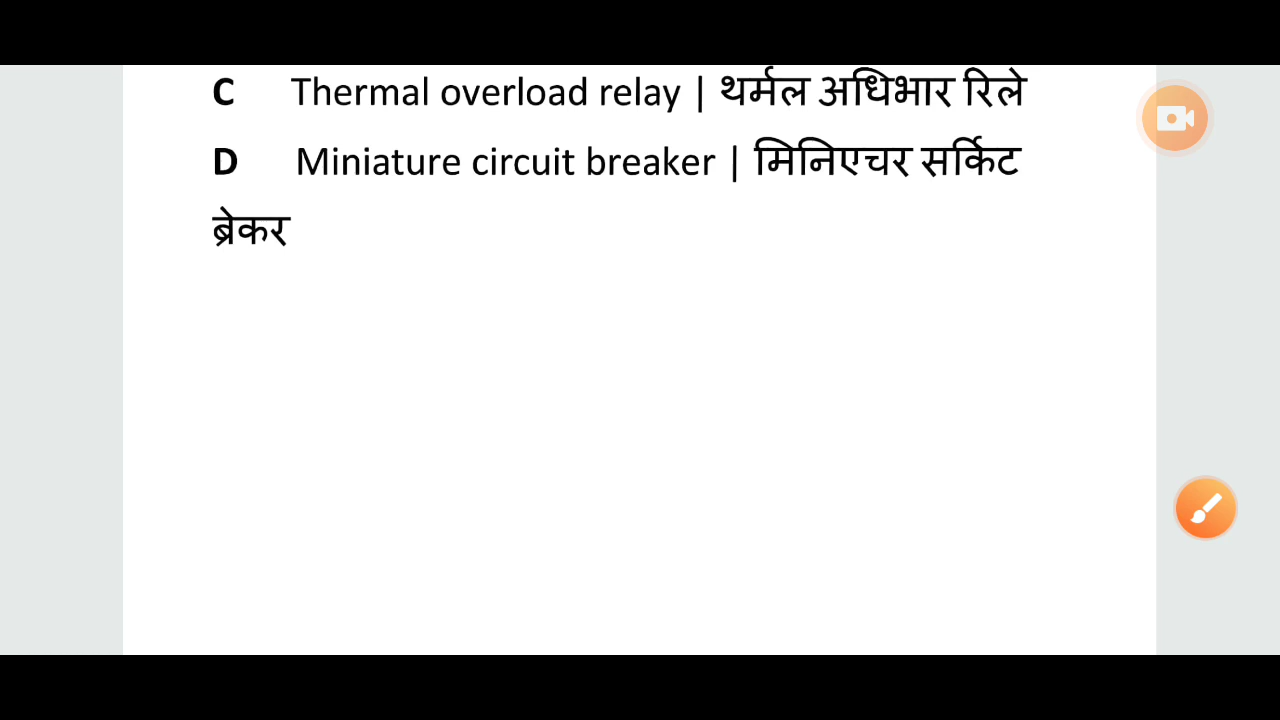 C Thermal overload relay | थर्मल अधिभार रिले
D Miniature circuit breaker | मिनिएचर सर्किट
ब्रेकर